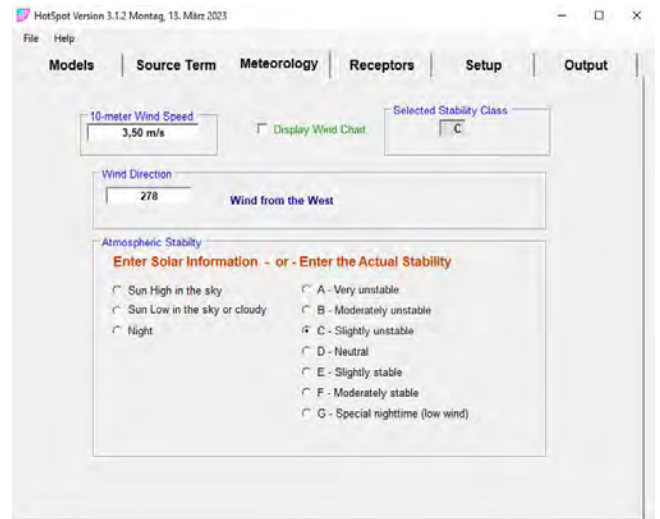 HotSpot Version 3.1.2 Montag, 13. März 2023
File Help
Models Source Term Meteorology Receptors Setup Output
10-meter Wind Speed
3,50 m/s
Display Wind Chart
Selected Stability Class
C
Wind Direction
278
Wind from the West
Atmospheric Stabilty
Enter Solar Information - or - Enter the Actual Stability
Sun High in the sky
Sun Low in the sky or cloudy
Night
A - Very unstable
B - Moderately unstable
C - Slightly unstable
D - Neutral
E - Slightly stable
F - Moderately stable
G - Special nighttime (low wind)